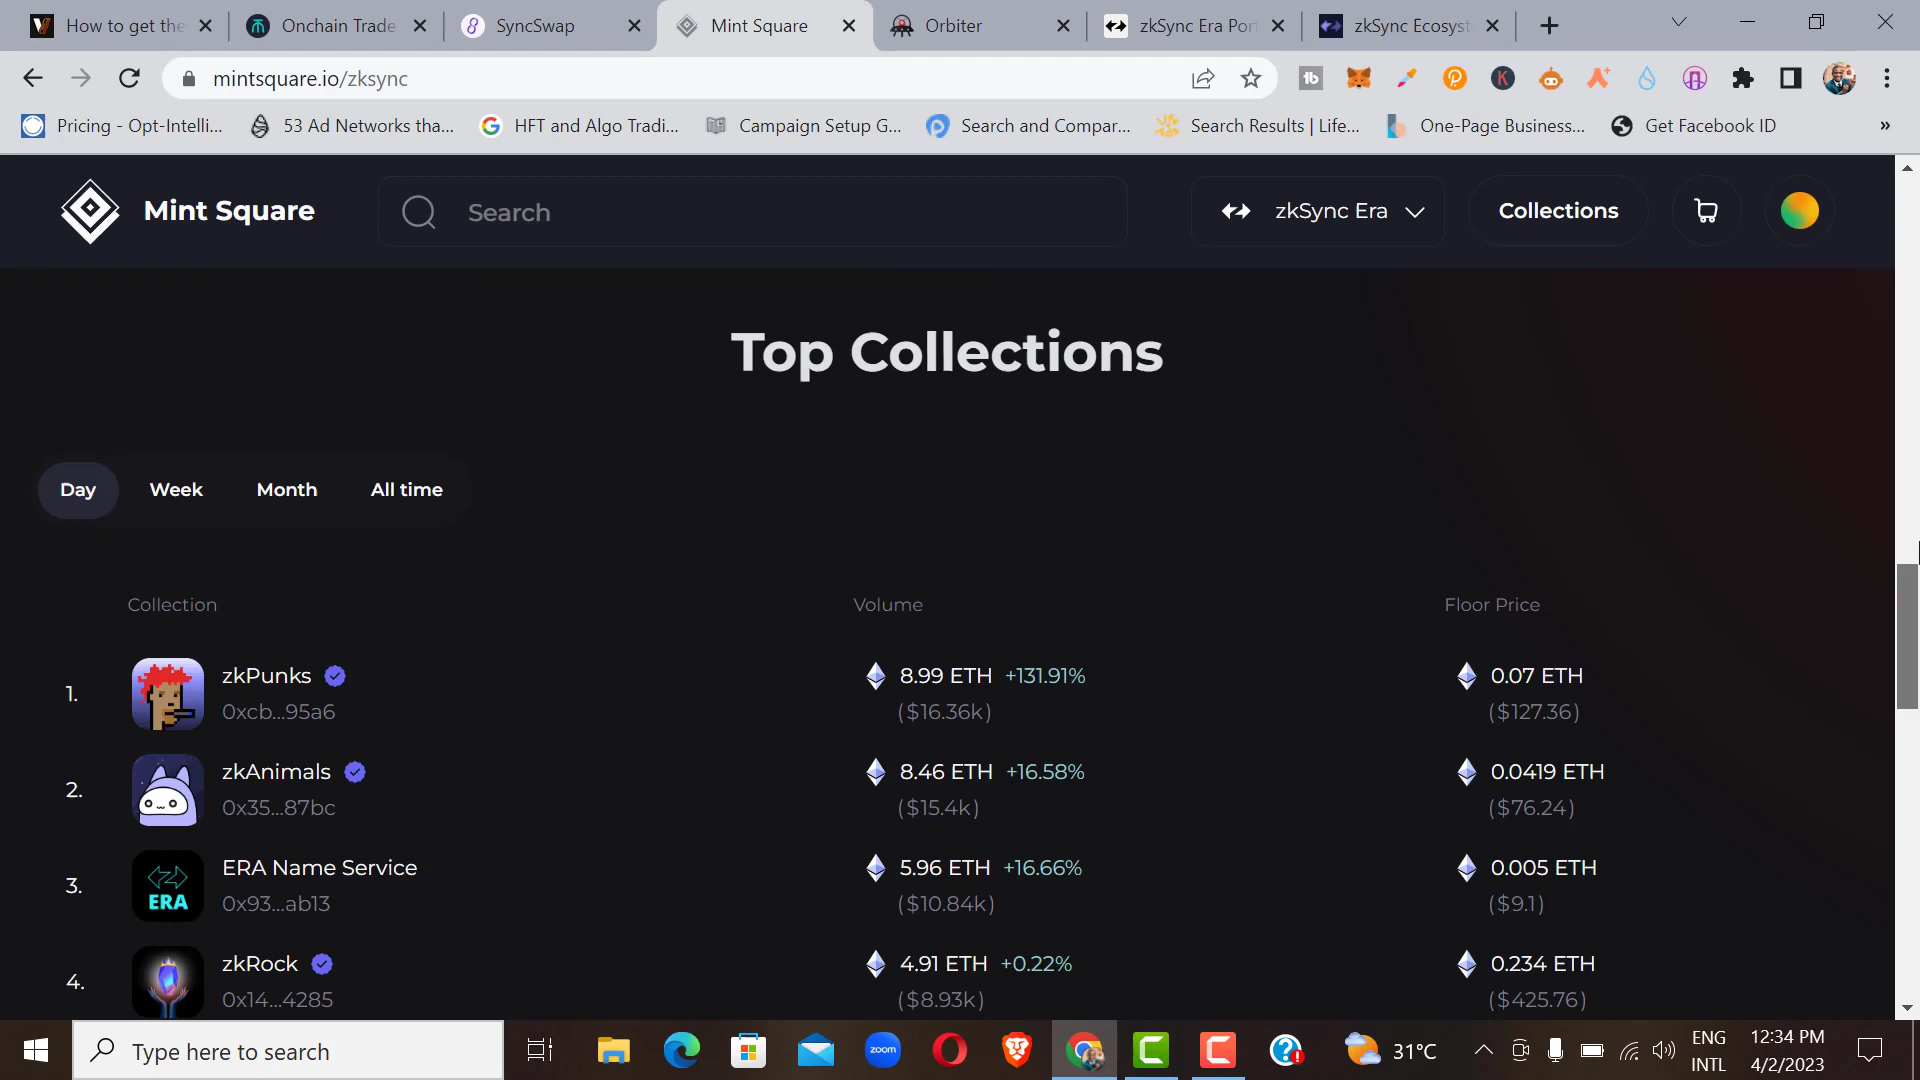 How to get the
Onchain Trade
SyncSwap
Mint Square
Orbiter
zkSync Era Por
zkSync Ecosyst
mintsquare.io/zksync
Pricing - Opt-Intelli...
53 Ad Networks tha...
HFT and Algo Tradi...
Campaign Setup G...
Search and Compar...
Search Results | Life...
One-Page Business...
Get Facebook ID
»
Mint Square
Search
zkSync Era
Collections
Top Collections
Day
Week
Month
All time
Collection
Volume
Floor Price
1.
zkPunks
0xcb...95a6
8.99 ETH +131.91%
($16.36k)
0.07 ETH
($127.36)
2.
zkAnimals
0x35...87bc
8.46 ETH +16.58%
($15.4k)
0.0419 ETH
($76.24)
3.
ERA
ERA Name Service
0x93...ab13
5.96 ETH +16.66%
($10.84k)
0.005 ETH
($9.1)
4.
zkRock
0x14...4285
4.91 ETH +0.22%
($8.93k)
0.234 ETH
($425.76)
Type here to search
zoom
31°C
ENG
INTL
12:34 PM
4/2/2023